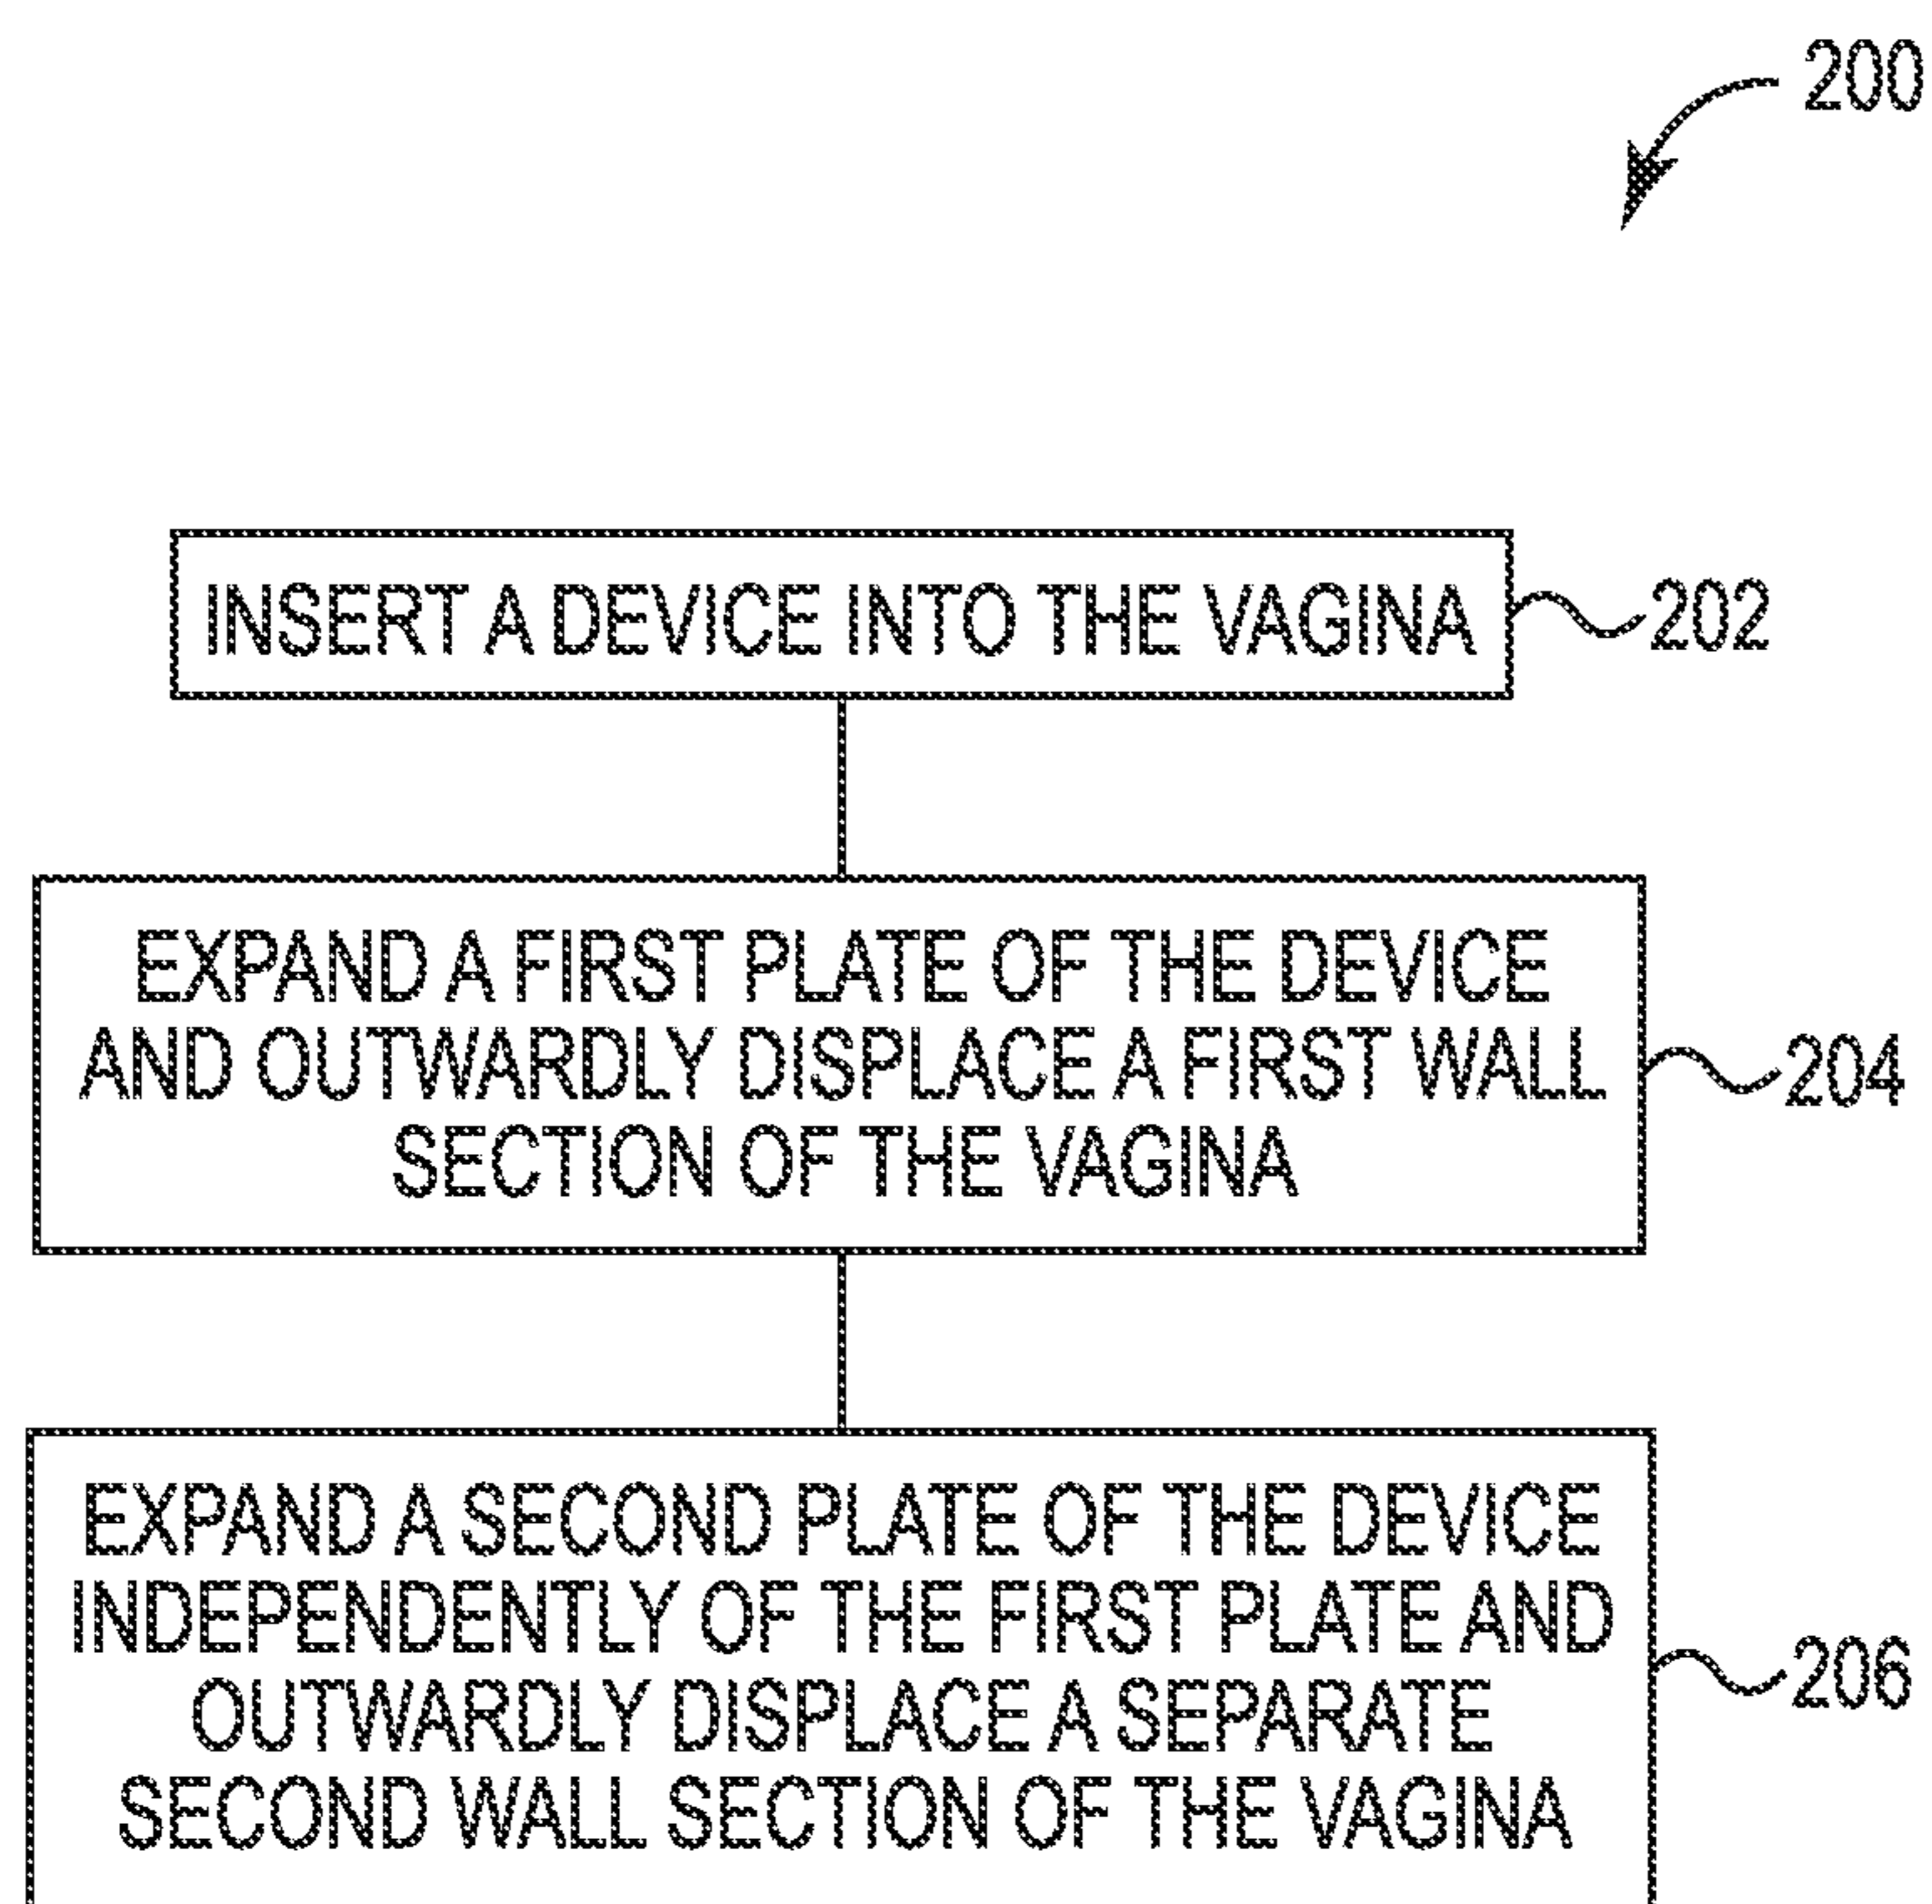 200
INSERT A DEVICE INTO THE VAGINA
202
EXPAND A FIRST PLATE OF THE DEVICE
AND OUTWARDLY DISPLACE A FIRST WALL
SECTION OF THE VAGINA
204
EXPAND A SECOND PLATE OF THE DEVICE
INDEPENDENTLY OF THE FIRST PLATE AND
OUTWARDLY DISPLACE A SEPARATE
SECOND WALL SECTION OF THE VAGINA
206